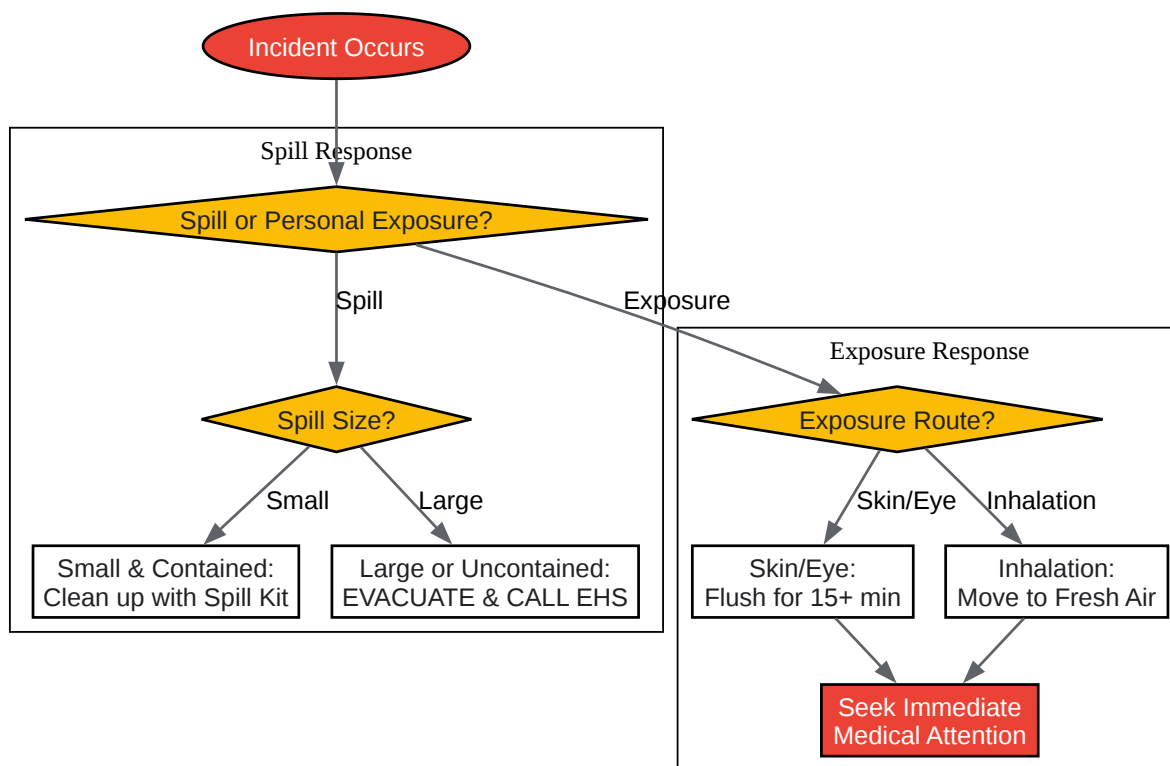 Incident Occurs
Spill Response
Spill or Personal Exposure?
Spill
Exposure
Exposure Response
Spill Size?
Exposure Route?
Small
Large
Skin/Eye
Inhalation
Small & Contained:
Clean up with Spill Kit
Large or Uncontained:
EVACUATE & CALL EHS
Skin/Eye:
Flush for 15+ min
Inhalation:
Move to Fresh Air
Seek Immediate
Medical Attention